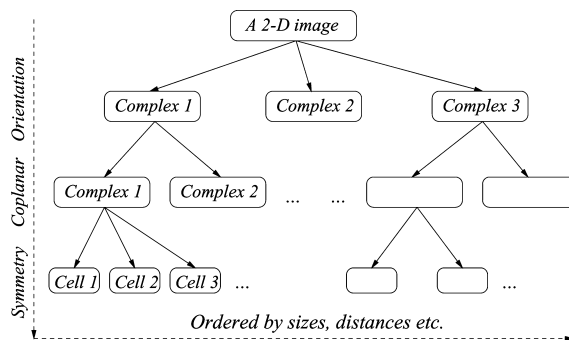 A 2-D image
Orientation
Complex 1 Complex 2 Complex 3
Coplanar
Complex 1 Complex 2 ... ...
Symmetry
Cell 1 Cell 2 Cell 3 ... ...
Ordered by sizes, distances etc.